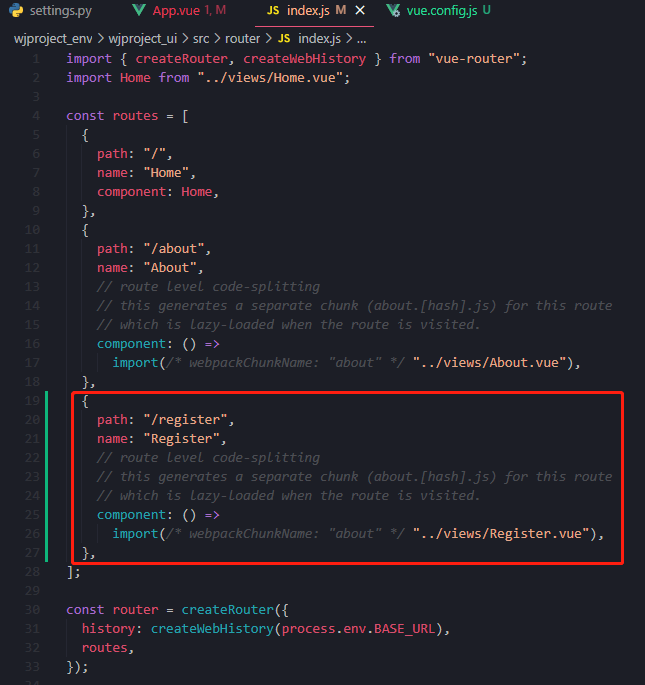 settings.py App.vue 1, M JS index.js M × vue.config.js U
wjproject_env > wjproject_ui > src > router > JS index.js > ...
1 import { createRouter, createWebHistory } from "vue-router";
2 import Home from "../views/Home.vue";
3
4 const routes = [
5 {
6 path: "/",
7 name: "Home",
8 component: Home,
9 },
10 {
11 path: "/about",
12 name: "About",
13 // route level code-splitting
14 // this generates a separate chunk (about.[hash].js) for this route
15 // which is lazy-loaded when the route is visited.
16 component: () =>
17 import(/* webpackChunkName: "about" */ "../views/About.vue"),
18 },
19 {
20 path: "/register",
21 name: "Register",
22 // route level code-splitting
23 // this generates a separate chunk (about.[hash].js) for this route
24 // which is lazy-loaded when the route is visited.
25 component: () =>
26 import(/* webpackChunkName: "about" */ "../views/Register.vue"),
27 },
28 ];
29
30 const router = createRouter({
31 history: createWebHistory(process.env.BASE_URL),
32 routes,
33 });